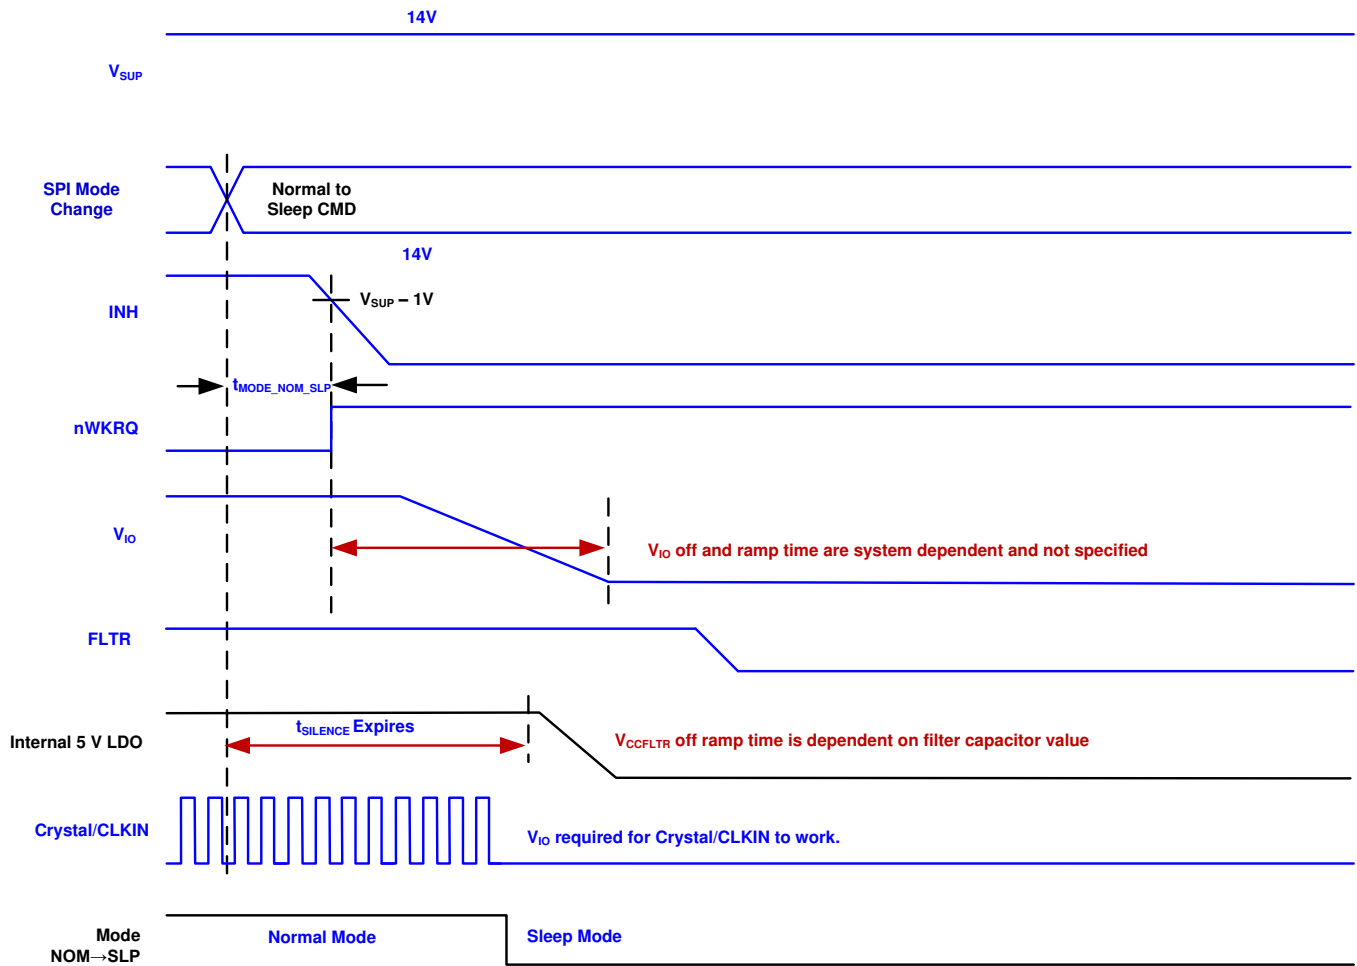 14V
VSUP
SPI Mode
Change
Normal to
Sleep CMD
14V
VSUP – 1V
INH
tMODE_NOM_SLP
nWKRQ
VIO
VIO off and ramp time are system dependent and not specified
FLTR
tSILENCE Expires
Internal 5 V LDO
VCCFLTR off ramp time is dependent on filter capacitor value
Crystal/CLKIN
VIO required for Crystal/CLKIN to work.
Mode
NOM→SLP
Normal Mode
Sleep Mode